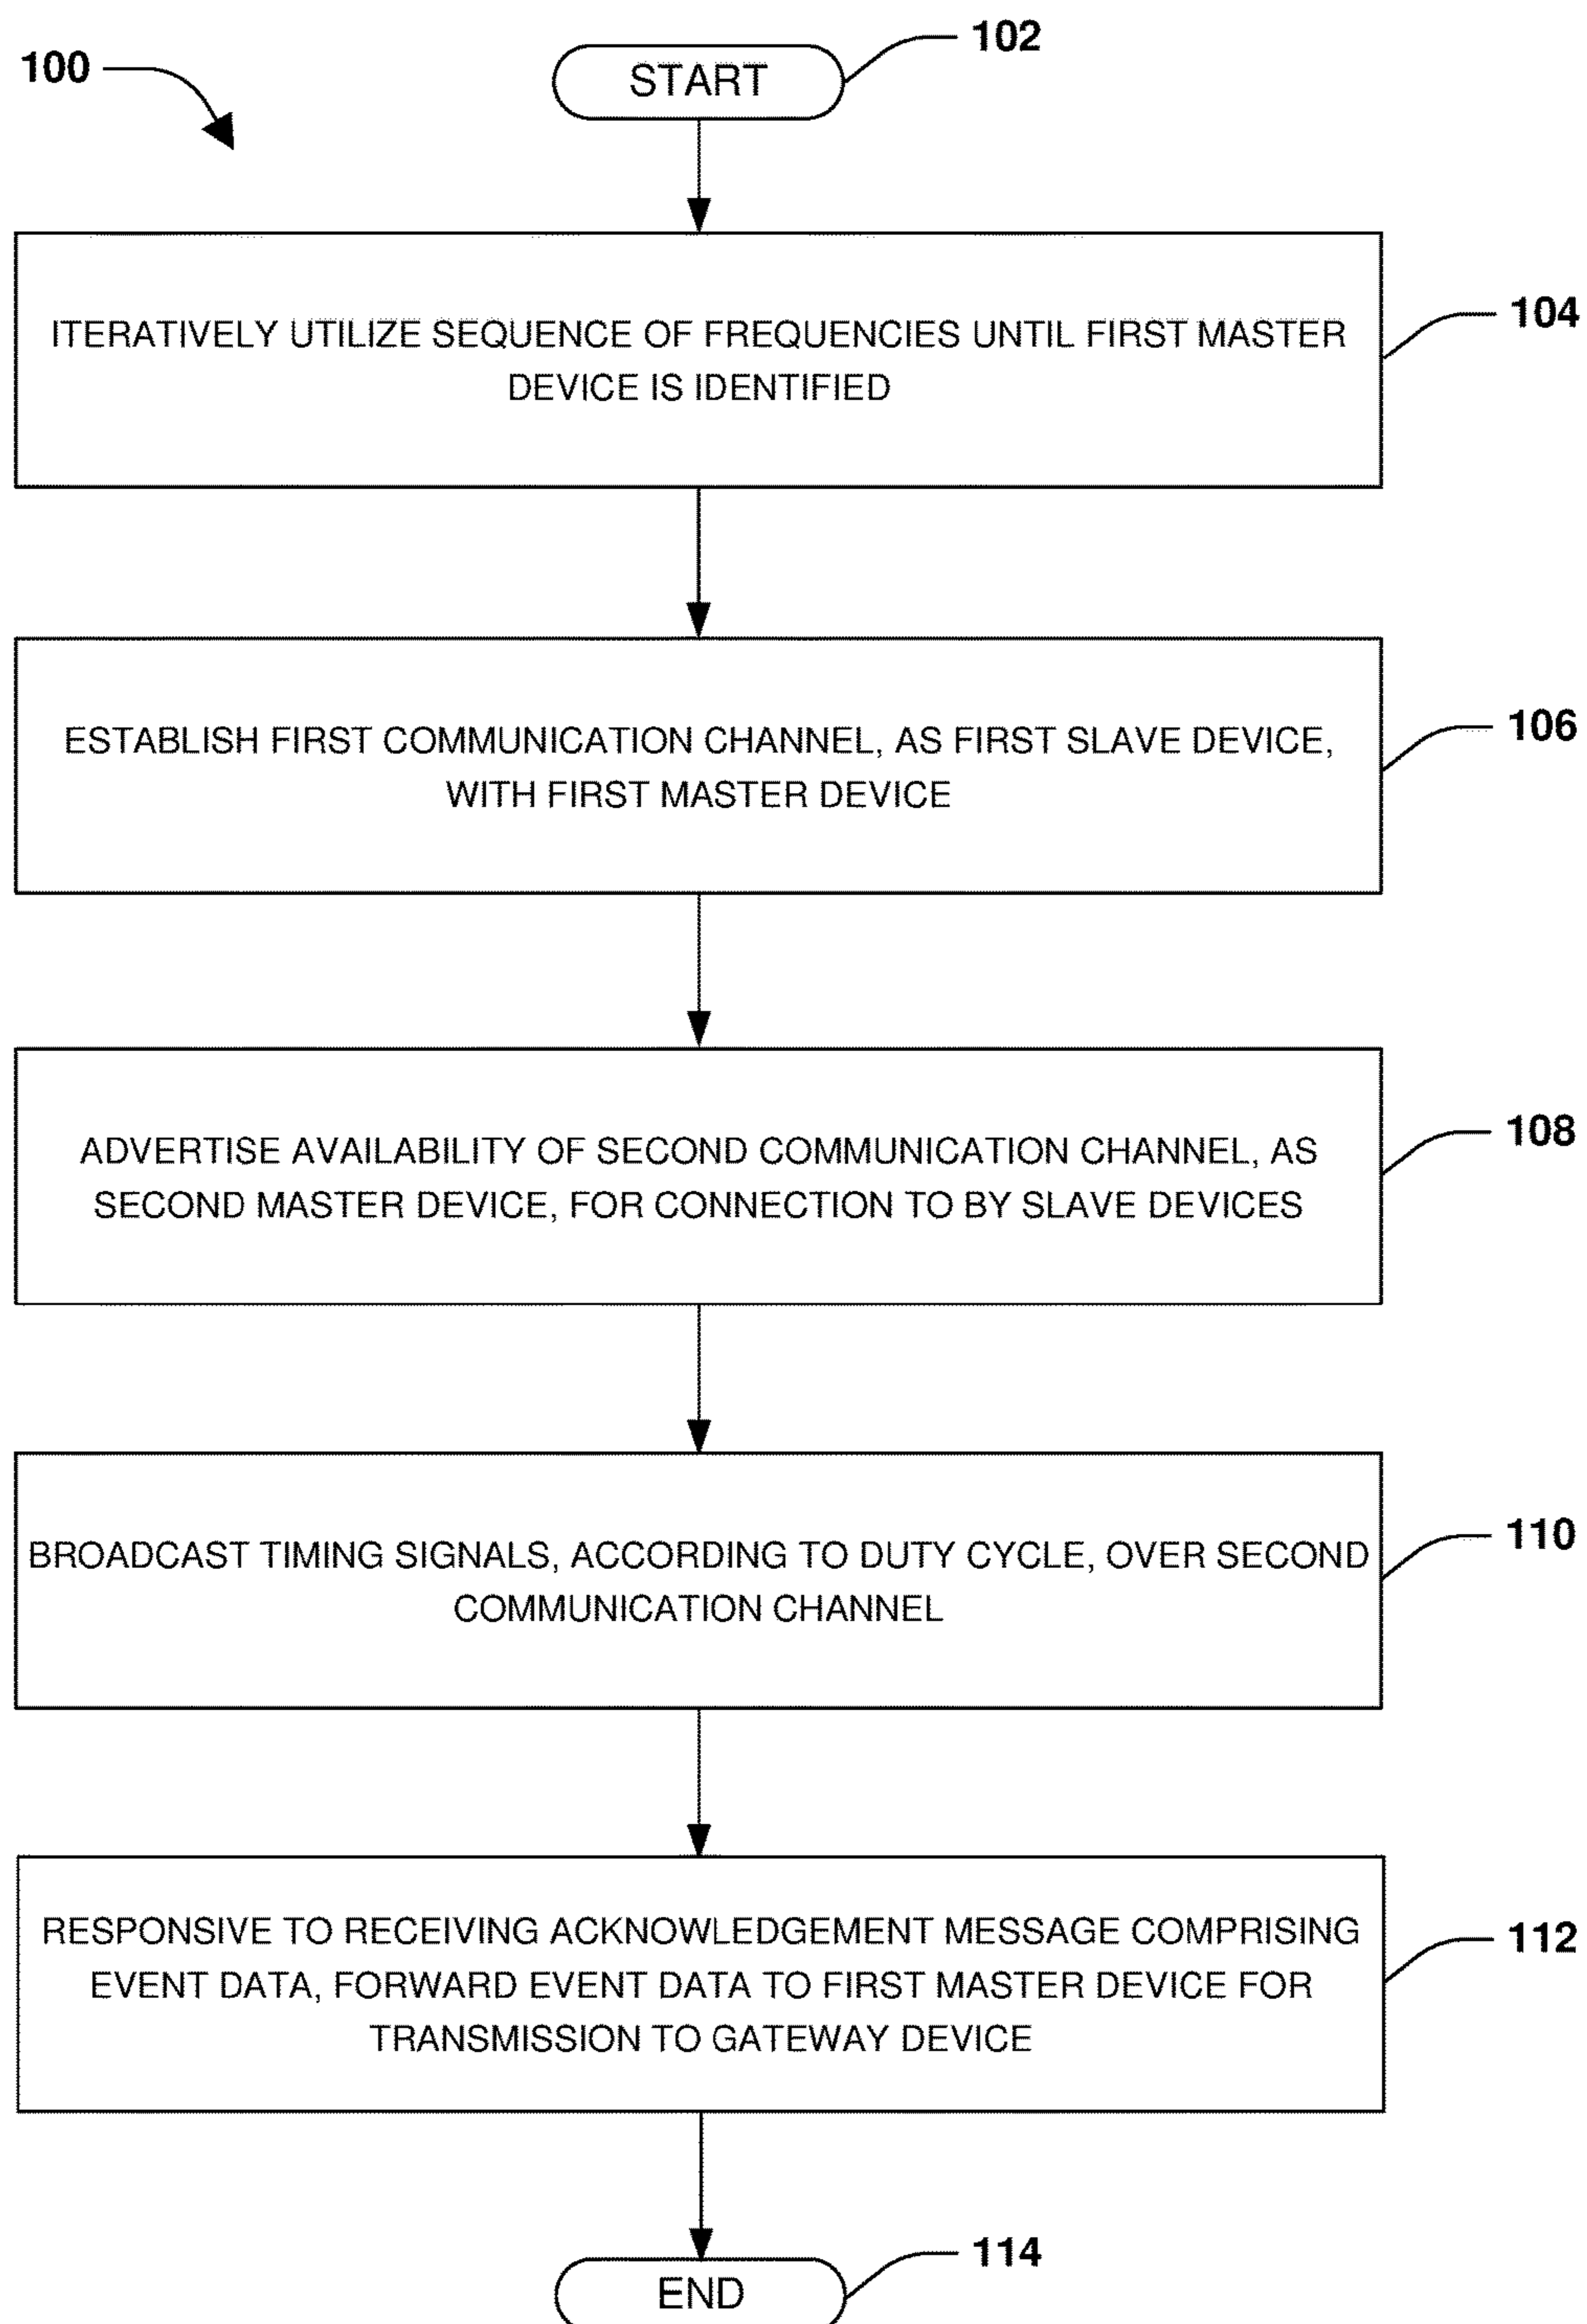 102
100
START
ITERATIVELY UTILIZE SEQUENCE OF FREQUENCIES UNTIL FIRST MASTER
DEVICE IS IDENTIFIED
104
ESTABLISH FIRST COMMUNICATION CHANNEL, AS FIRST SLAVE DEVICE,
WITH FIRST MASTER DEVICE
106
ADVERTISE AVAILABILITY OF SECOND COMMUNICATION CHANNEL, AS
SECOND MASTER DEVICE, FOR CONNECTION TO BY SLAVE DEVICES
108
BROADCAST TIMING SIGNALS, ACCORDING TO DUTY CYCLE, OVER SECOND
COMMUNICATION CHANNEL
110
RESPONSIVE TO RECEIVING ACKNOWLEDGEMENT MESSAGE COMPRISING
EVENT DATA, FORWARD EVENT DATA TO FIRST MASTER DEVICE FOR
TRANSMISSION TO GATEWAY DEVICE
112
114
END